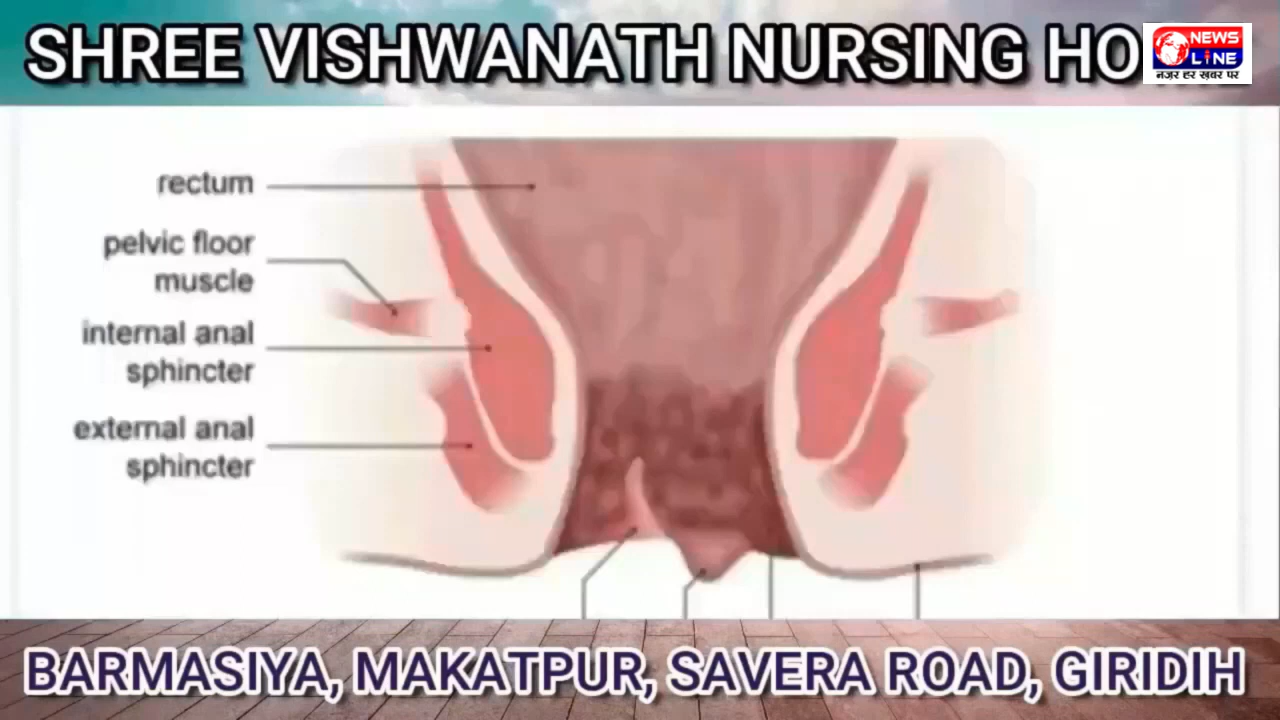 SHREE VISHWANATH NURSING HO
NEWS
LINE
नज़र हर ख़बर पर
rectum
pelvic floor
muscle
internal anal
sphincter
external anal
sphincter
BARMASIYA, MAKATPUR, SAVERA ROAD, GIRIDIH